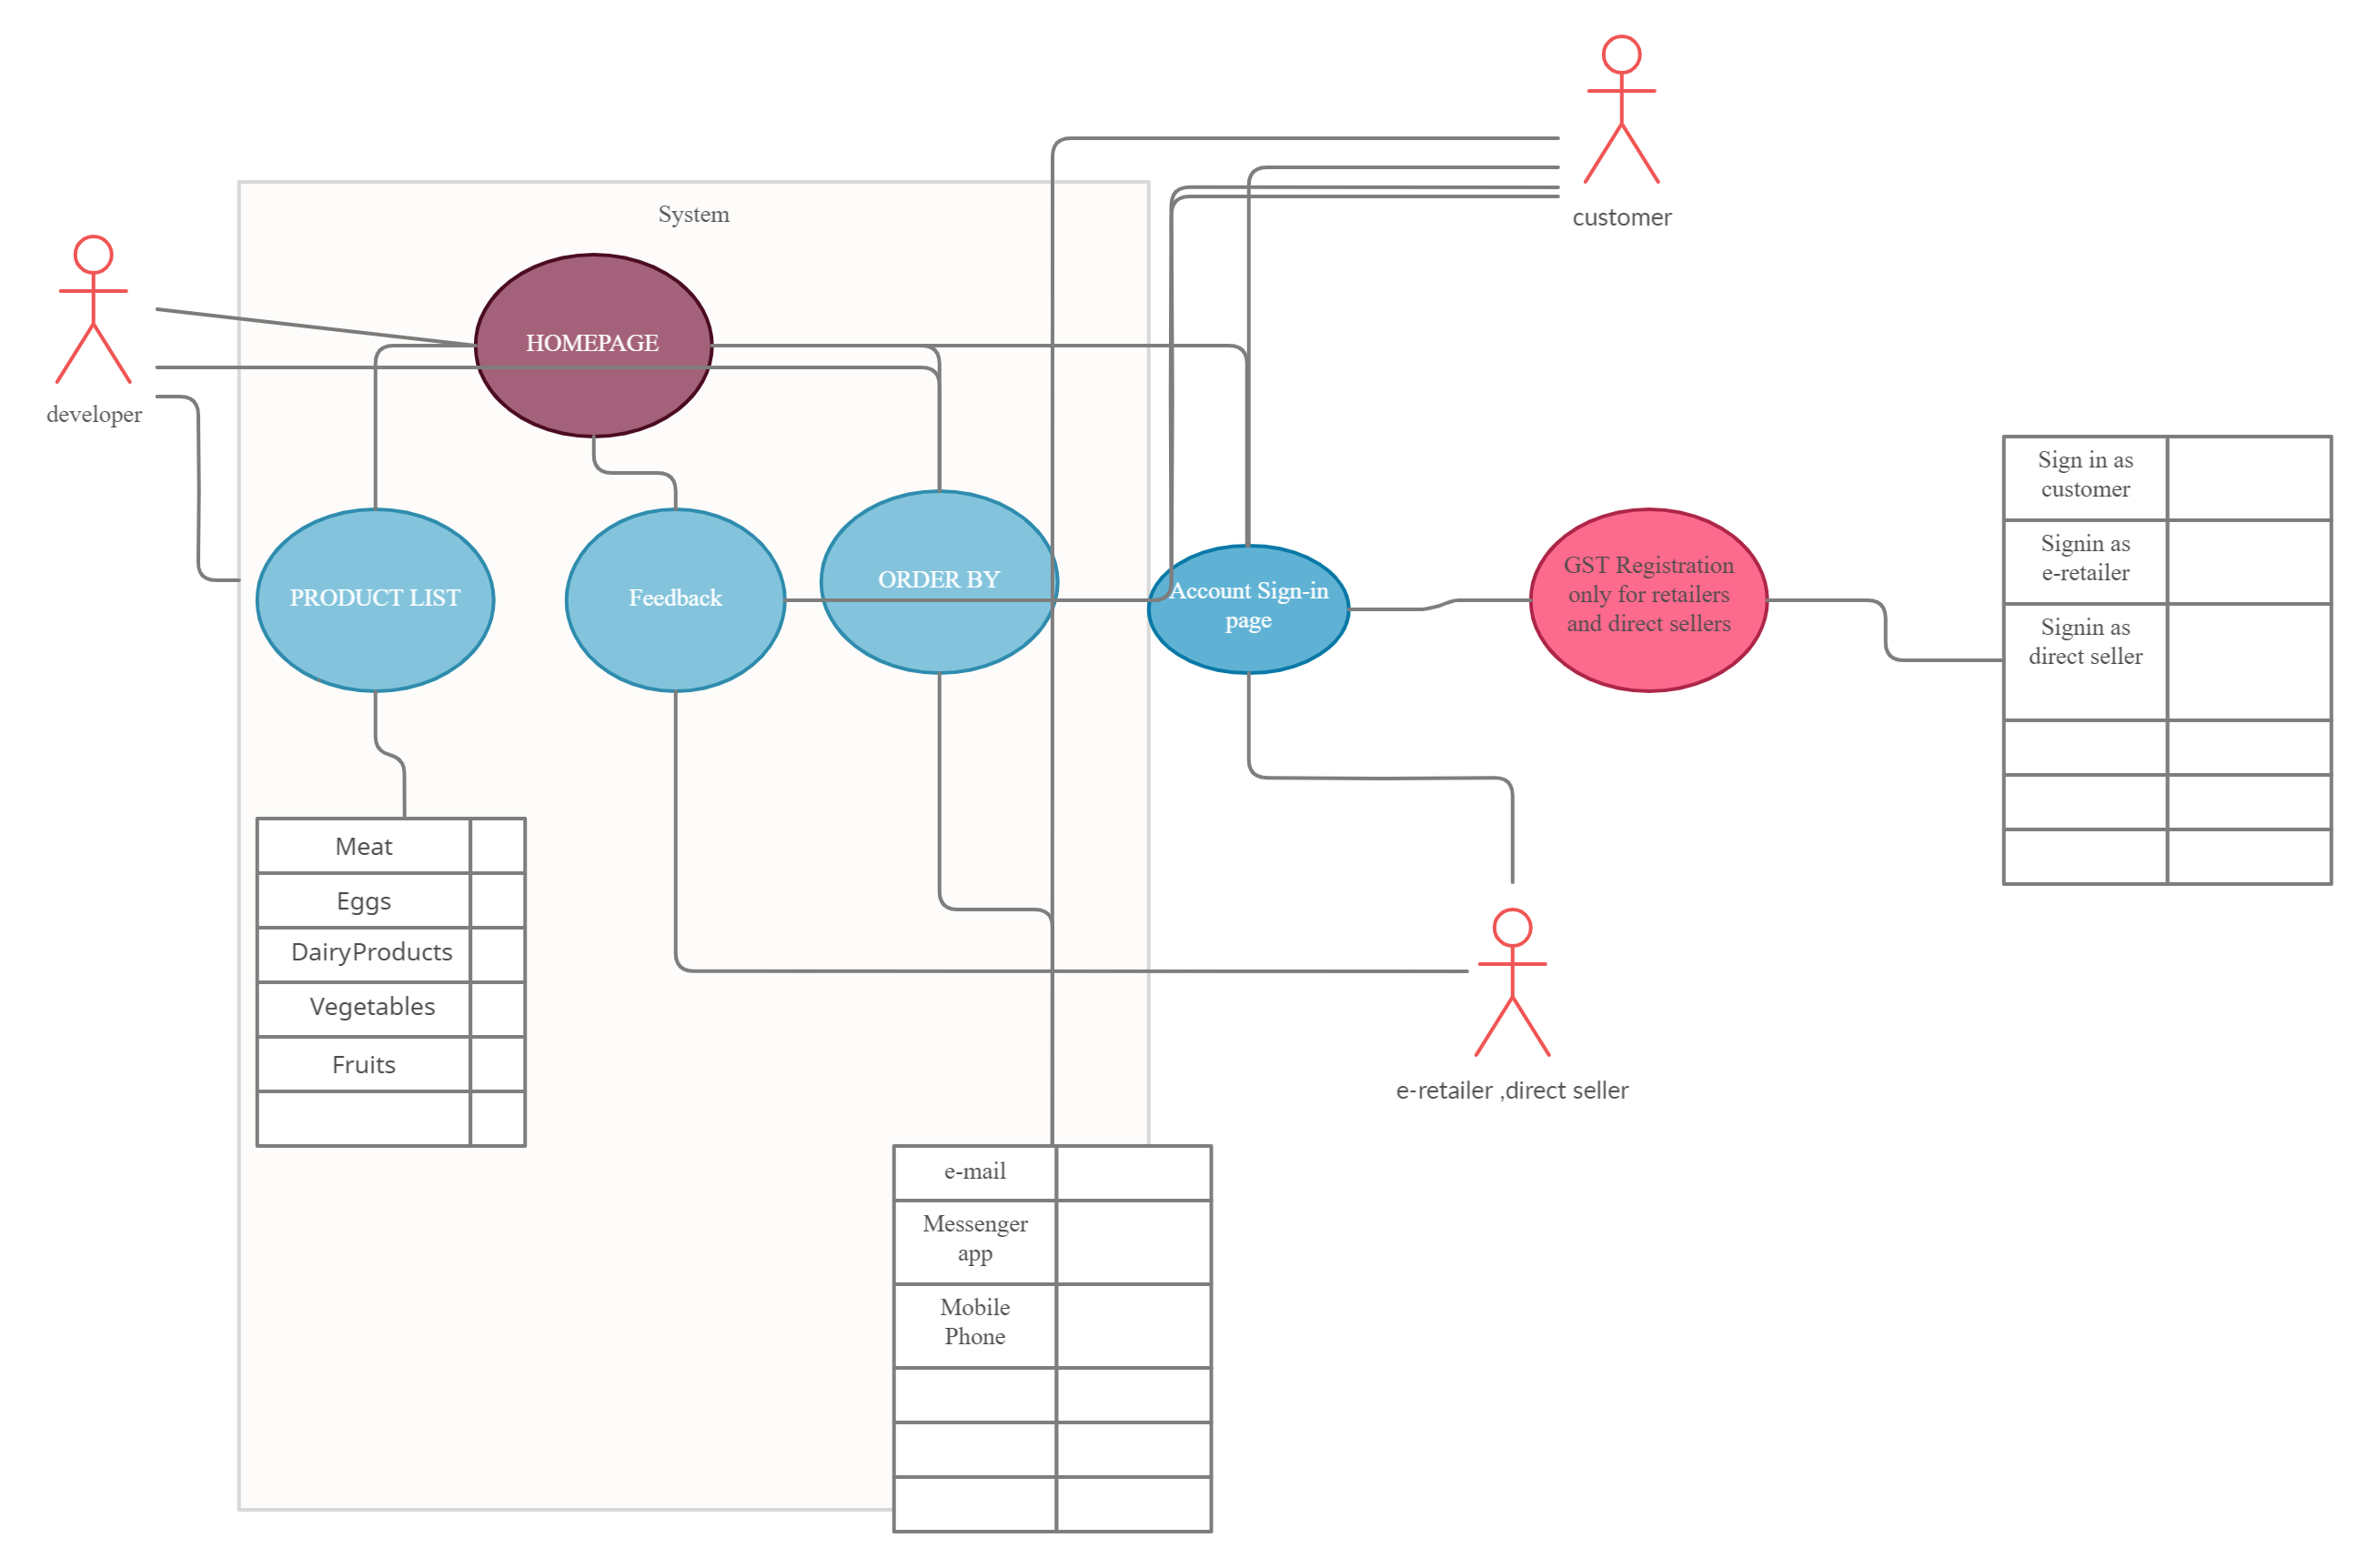 customer
System
HOMEPAGE
developer
Sign in as
customer
Signin as
e-retailer
Signin as
direct seller
PRODUCT LIST
Feedback
ORDER BY
Account Sign-in
page
GST Registration
only for retailers
and direct sellers
Meat
Eggs
DairyProducts
Vegetables
Fruits
e-retailer ,direct seller
e-mail
Messenger
app
Mobile
Phone